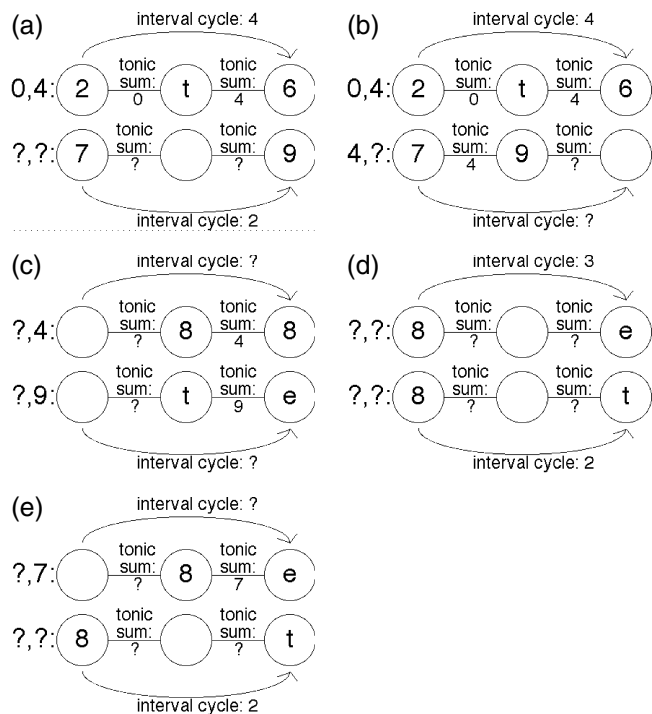 (a)
interval cycle: 4
tonic tonic
sum: sum:
0,4: 2 0 t 4 6
tonic tonic
sum: sum:
?,?: 7 ? ? 9
interval cycle: 2
(b)
interval cycle: 4
tonic tonic
sum: sum:
0,4: 2 0 t 4 6
tonic tonic
sum: sum:
4,?: 7 4 9 ?
interval cycle: ?
(c)
interval cycle: ?
tonic tonic
sum: sum:
?,4: ? 8 4 8
tonic tonic
sum: sum:
?,9: ? t 9 e
interval cycle: ?
(d)
interval cycle: 3
tonic tonic
sum: sum:
?,?: 8 ? ? e
tonic tonic
sum: sum:
?,?: 8 ? ? t
interval cycle: 2
(e)
interval cycle: ?
tonic tonic
sum: sum:
?,7: ? 8 7 e
tonic tonic
sum: sum:
?,?: 8 ? ? t
interval cycle: 2